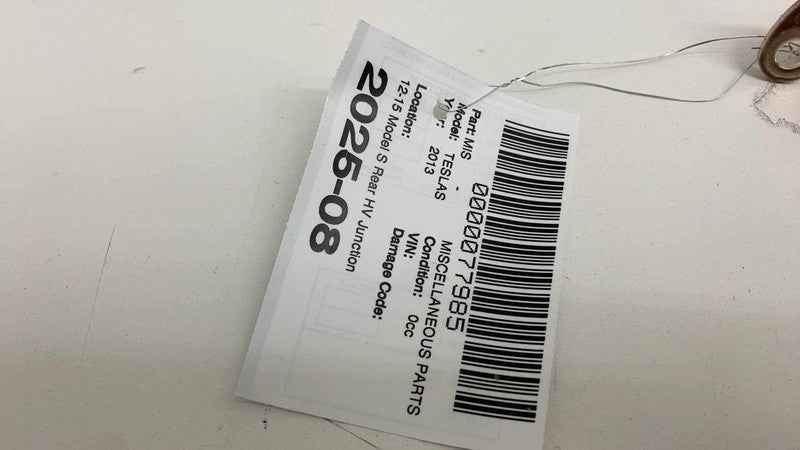 0000077985
Part: MIS - MISCELLANEOUS PARTS
Model: TESLAS Condition: 0cc
Year: 2013 VIN:
Location: Damage Code:
12-15 Model S Rear HV Junction
2025-08